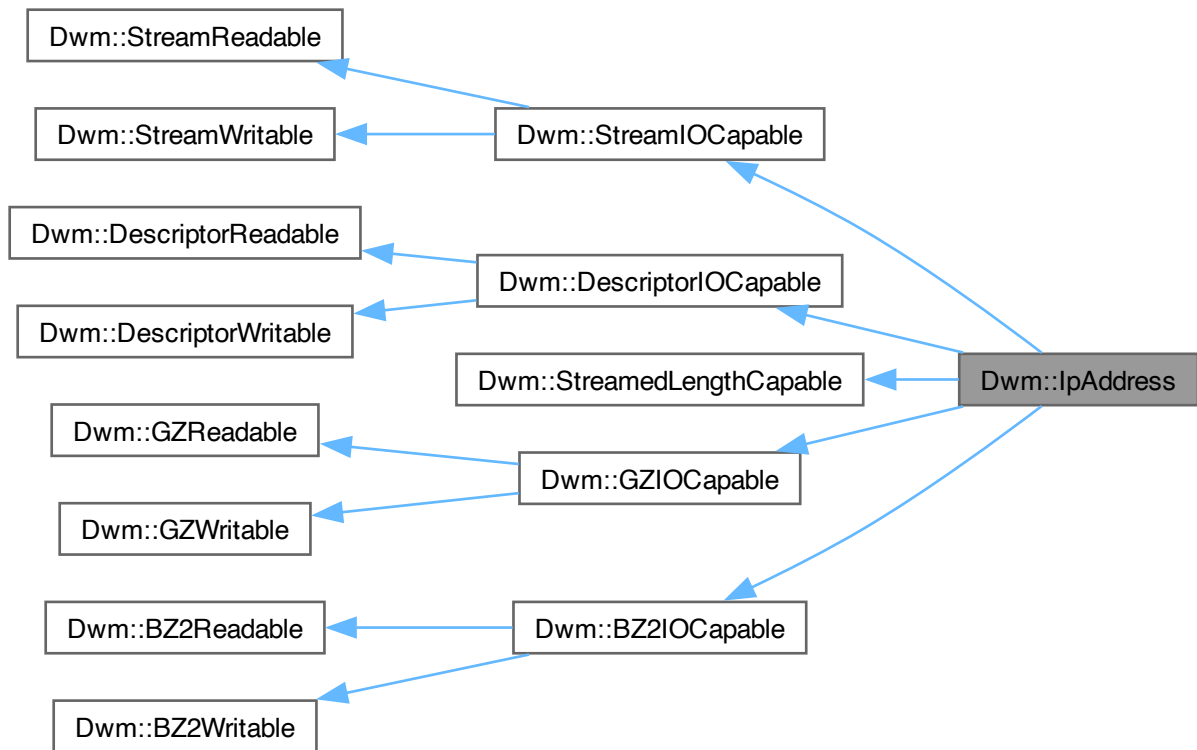 Dwm::StreamReadable
Dwm::StreamWritable
Dwm::StreamIOCapable
Dwm::DescriptorReadable
Dwm::DescriptorIOCapable
Dwm::DescriptorWritable
Dwm::StreamedLengthCapable
Dwm::IpAddress
Dwm::GZReadable
Dwm::GZIOCapable
Dwm::GZWritable
Dwm::BZ2Readable
Dwm::BZ2IOCapable
Dwm::BZ2Writable